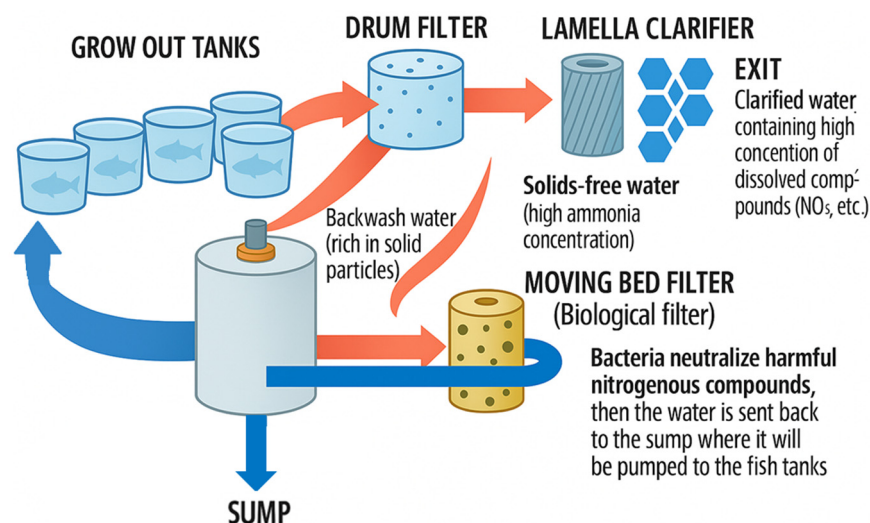 GROW OUT TANKS
DRUM FILTER
LAMELLA CLARIFIER
EXIT
Clarified water
containing high
concention of
dissolved comp-
pounds (NO₅, etc.)
Solids-free water
(high ammonia
concentration)
Backwash water
(rich in solid
particles)
MOVING BED FILTER
(Biological filter)
Bacteria neutralize harmful
nitrogenous compounds,
then the water is sent back
to the sump where it will
be pumped to the fish tanks
SUMP